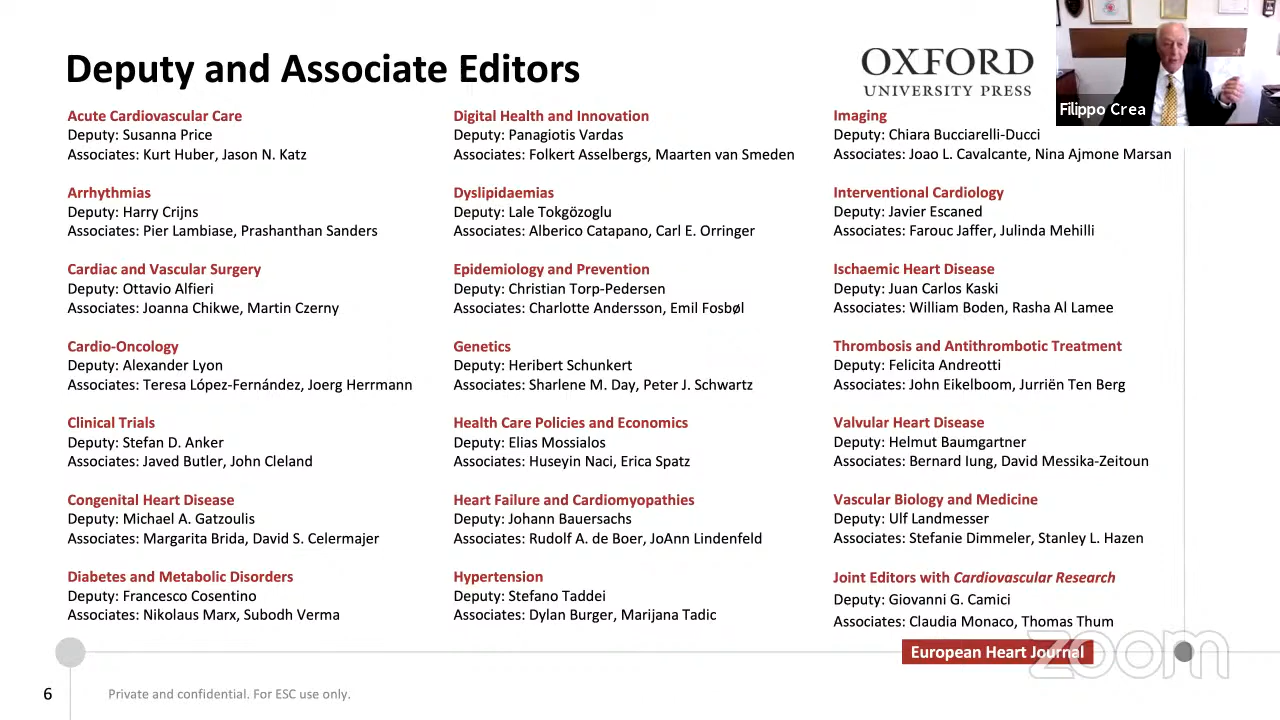 Deputy and Associate Editors
OXFORD
UNIVERSITY PRESS
Filippo Crea
Acute Cardiovascular Care
Deputy: Susanna Price
Associates: Kurt Huber, Jason N. Katz
Arrhythmias
Deputy: Harry Crijns
Associates: Pier Lambiase, Prashanthan Sanders
Cardiac and Vascular Surgery
Deputy: Ottavio Alfieri
Associates: Joanna Chikwe, Martin Czerny
Cardio-Oncology
Deputy: Alexander Lyon
Associates: Teresa López-Fernández, Joerg Herrmann
Clinical Trials
Deputy: Stefan D. Anker
Associates: Javed Butler, John Cleland
Congenital Heart Disease
Deputy: Michael A. Gatzoulis
Associates: Margarita Brida, David S. Celermajer
Diabetes and Metabolic Disorders
Deputy: Francesco Cosentino
Associates: Nikolaus Marx, Subodh Verma
Digital Health and Innovation
Deputy: Panagiotis Vardas
Associates: Folkert Asselbergs, Maarten van Smeden
Dyslipidaemias
Deputy: Lale Tokgözoglu
Associates: Alberico Catapano, Carl E. Orringer
Epidemiology and Prevention
Deputy: Christian Torp-Pedersen
Associates: Charlotte Andersson, Emil Fosbøl
Genetics
Deputy: Heribert Schunkert
Associates: Sharlene M. Day, Peter J. Schwartz
Health Care Policies and Economics
Deputy: Elias Mossialos
Associates: Huseyin Naci, Erica Spatz
Heart Failure and Cardiomyopathies
Deputy: Johann Bauersachs
Associates: Rudolf A. de Boer, JoAnn Lindenfeld
Hypertension
Deputy: Stefano Taddei
Associates: Dylan Burger, Marijana Tadic
Imaging
Deputy: Chiara Bucciarelli-Ducci
Associates: Joao L. Cavalcante, Nina Ajmone Marsan
Interventional Cardiology
Deputy: Javier Escaned
Associates: Farouc Jaffer, Julinda Mehilli
Ischaemic Heart Disease
Deputy: Juan Carlos Kaski
Associates: William Boden, Rasha Al Lamee
Thrombosis and Antithrombotic Treatment
Deputy: Felicita Andreotti
Associates: John Eikelboom, Jurriën Ten Berg
Valvular Heart Disease
Deputy: Helmut Baumgartner
Associates: Bernard Iung, David Messika-Zeitoun
Vascular Biology and Medicine
Deputy: Ulf Landmesser
Associates: Stefanie Dimmeler, Stanley L. Hazen
Joint Editors with Cardiovascular Research
Deputy: Giovanni G. Camici
Associates: Claudia Monaco, Thomas Thum
European Heart Journal
zoom
6
Private and confidential. For ESC use only.